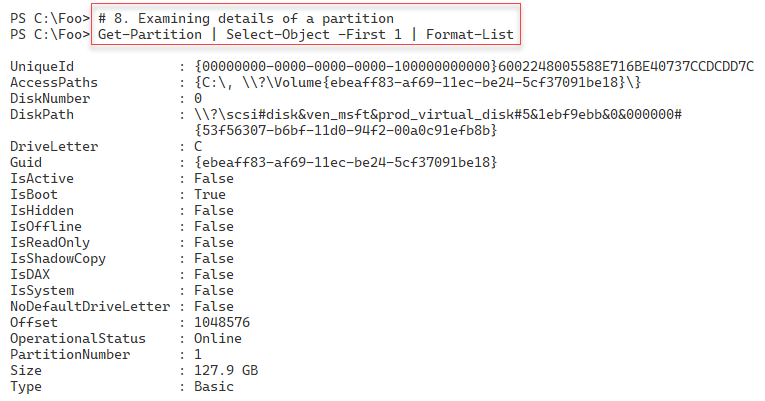 PS C:\Foo> # 8. Examining details of a partition
PS C:\Foo> Get-Partition | Select-Object -First 1 | Format-List
UniqueId : {00000000-0000-0000-0000-100000000000}6002248005588E716BE40737CCDCDD7C
AccessPaths : {C:\, \\?\Volume{ebeaff83-af69-11ec-be24-5cf37091be18}\}
DiskNumber : 0
DiskPath : \\?\scsi#disk&ven_msft&prod_virtual_disk#5&1ebf9ebb&0&000000#
{53f56307-b6bf-11d0-94f2-00a0c91efb8b}
DriveLetter : C
Guid : {ebeaff83-af69-11ec-be24-5cf37091be18}
IsActive : False
IsBoot : True
IsHidden : False
IsOffline : False
IsReadOnly : False
IsShadowCopy : False
IsDAX : False
IsSystem : False
NoDefaultDriveLetter : False
Offset : 1048576
OperationalStatus : Online
PartitionNumber : 1
Size : 127.9 GB
Type : Basic